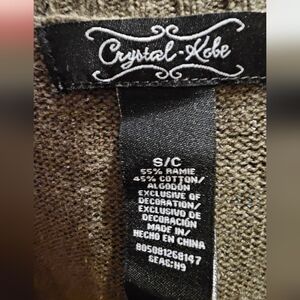 Crystal-Kobe
S/C
55% RAMIE
45% COTTON/
ALGODÓN
EXCLUSIVE OF
DECORATION/
EXCLUSIVO DE
DECORACIÓN
MADE IN/
HECHO EN CHINA
805081268147
SEAS:H9